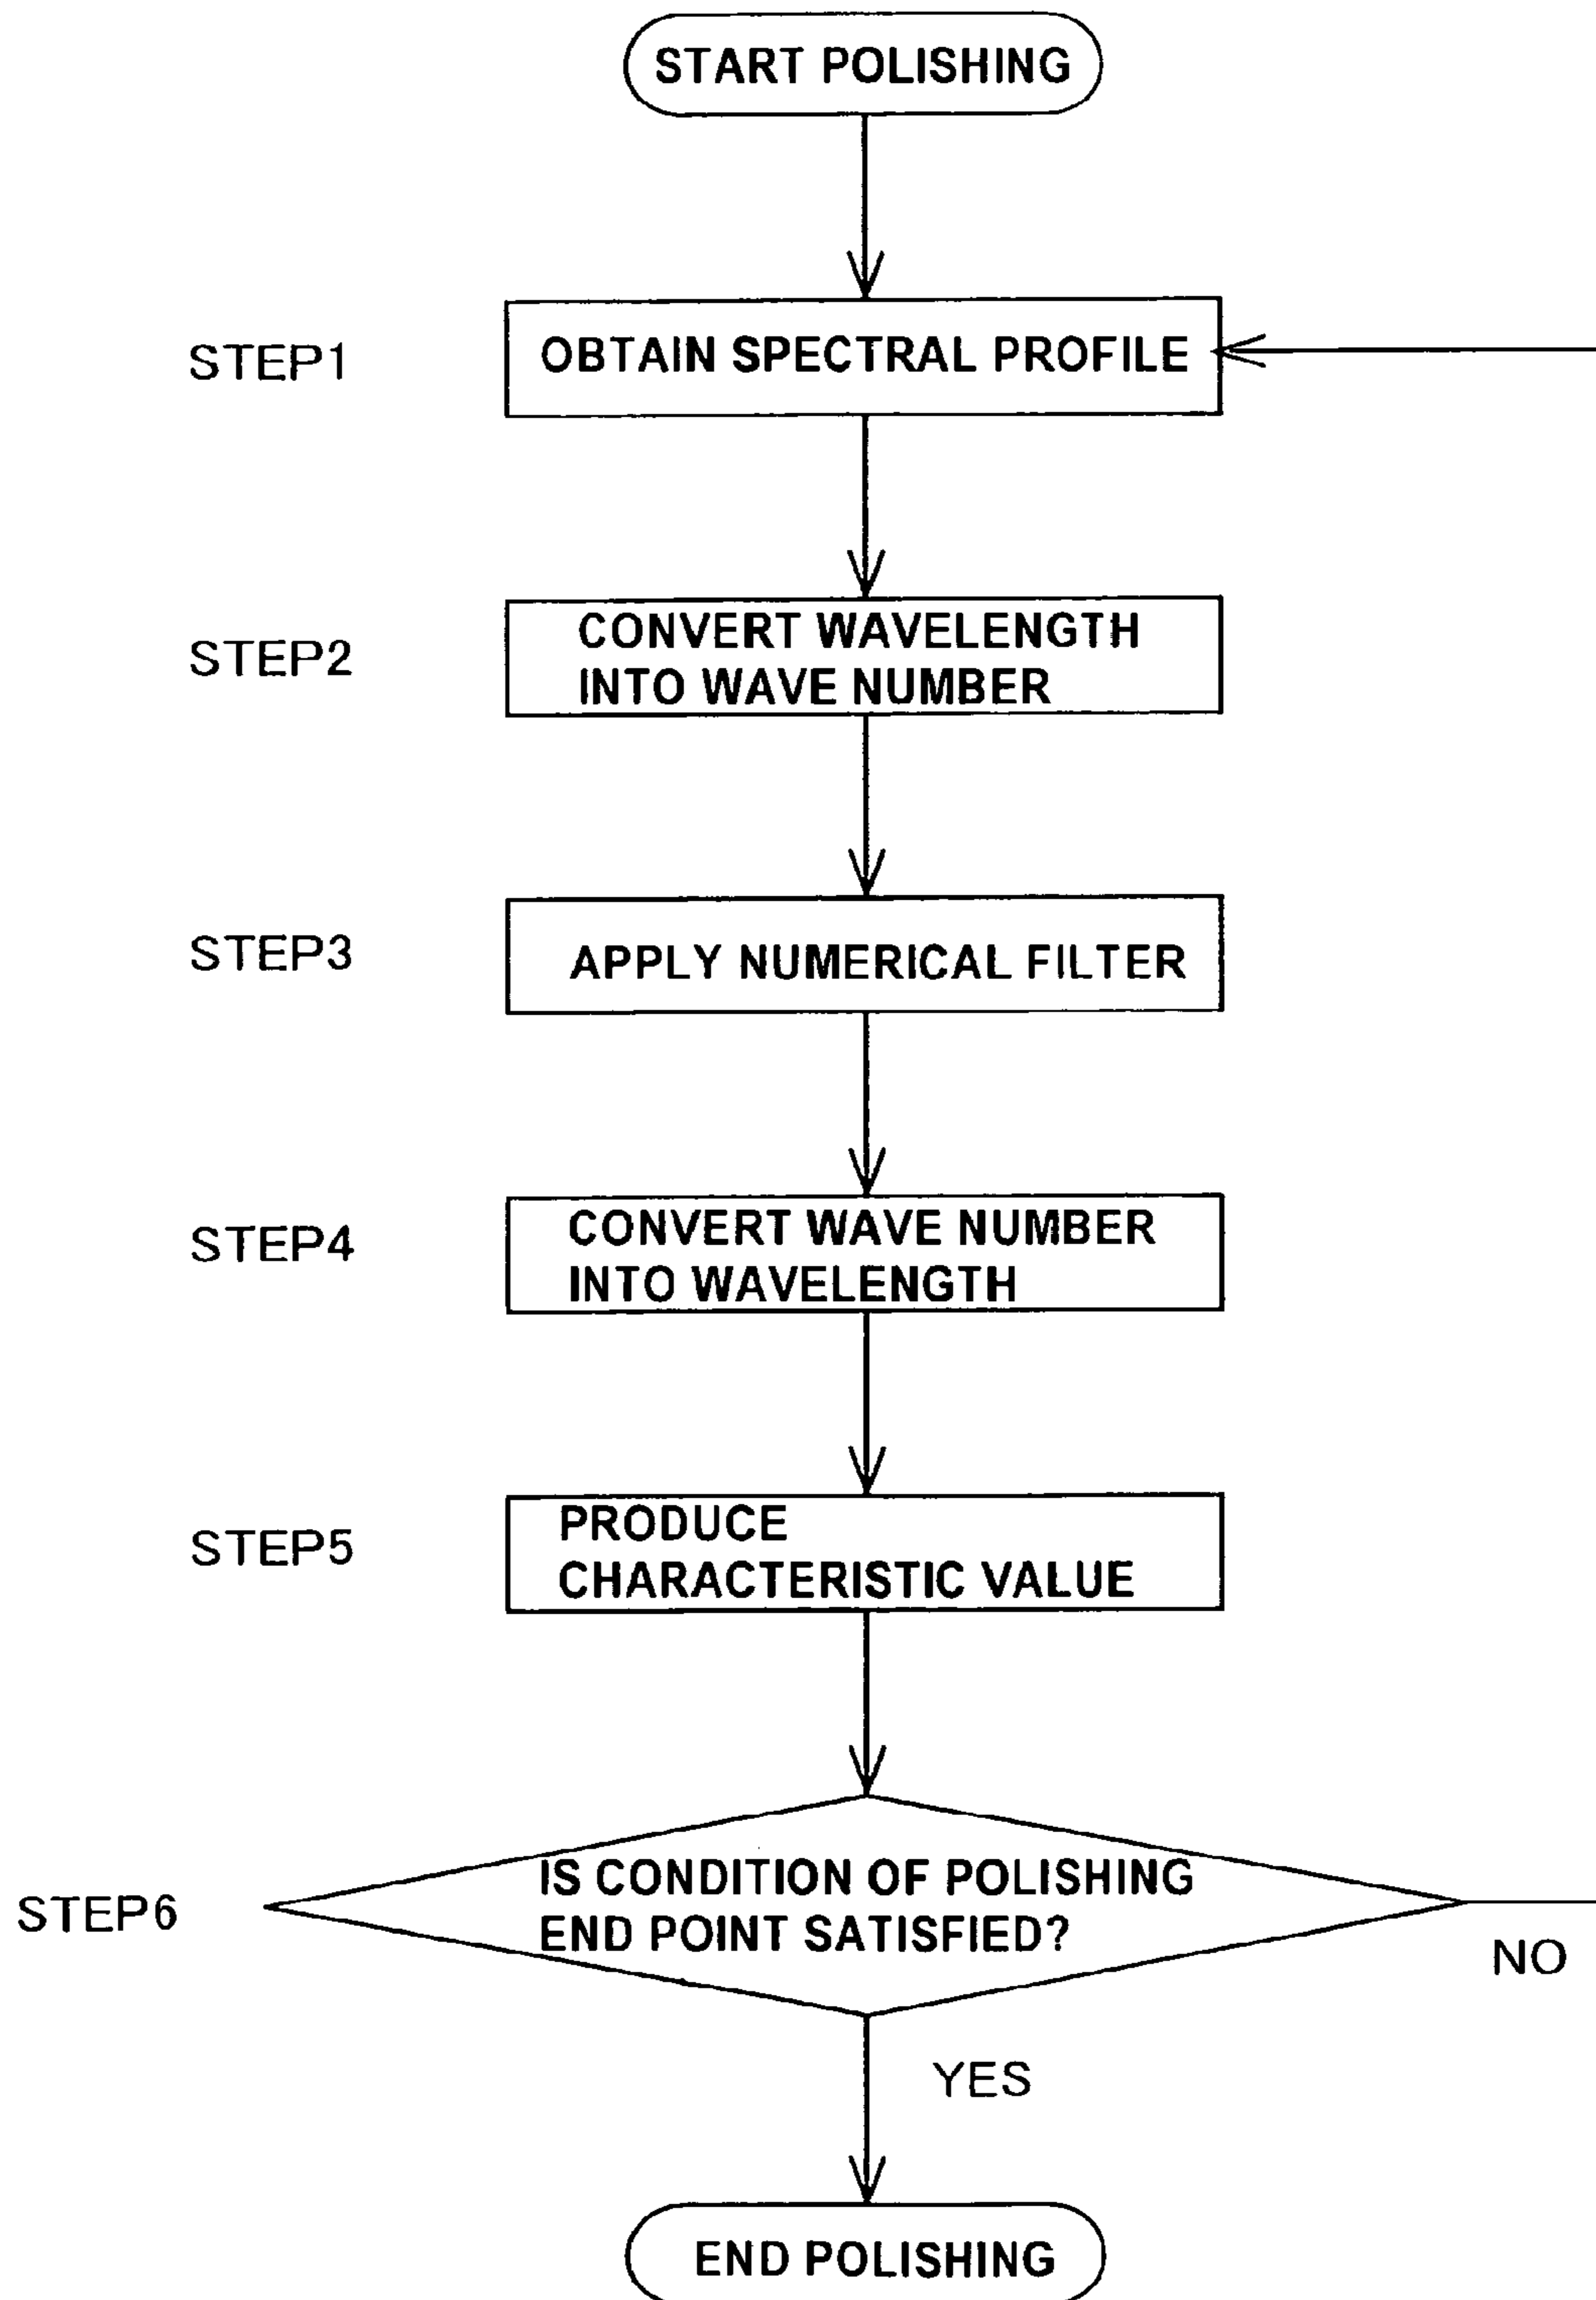 START POLISHING
STEP1
OBTAIN SPECTRAL PROFILE
STEP2
CONVERT WAVELENGTH
INTO WAVE NUMBER
STEP3
APPLY NUMERICAL FILTER
STEP4
CONVERT WAVE NUMBER
INTO WAVELENGTH
STEP5
PRODUCE
CHARACTERISTIC VALUE
STEP6
IS CONDITION OF POLISHING
END POINT SATISFIED?
NO
YES
END POLISHING